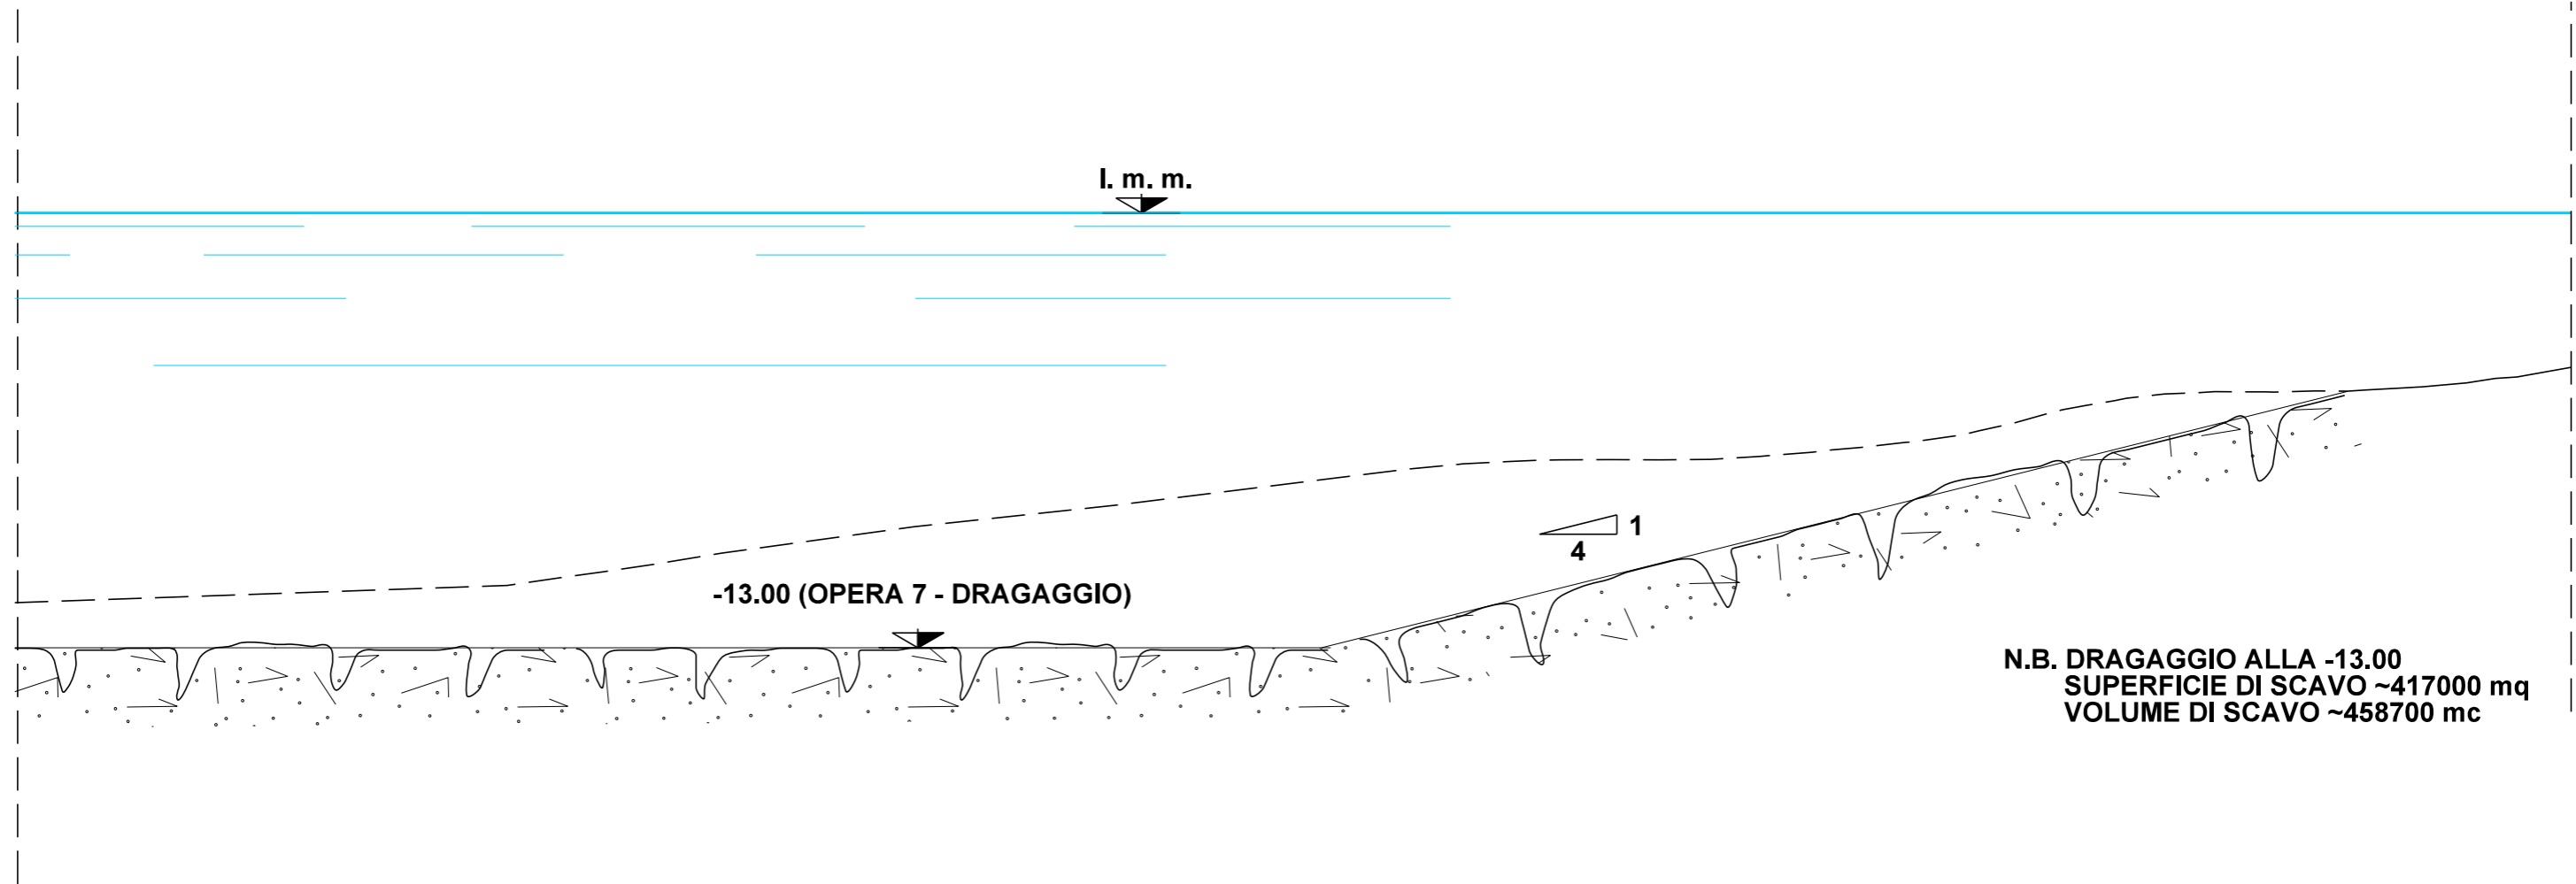 l. m. m.
1
4
-13.00 (OPERA 7 - DRAGAGGIO)
N.B. DRAGAGGIO ALLA -13.00
SUPERFICIE DI SCAVO ~417000 mq
VOLUME DI SCAVO ~458700 mc